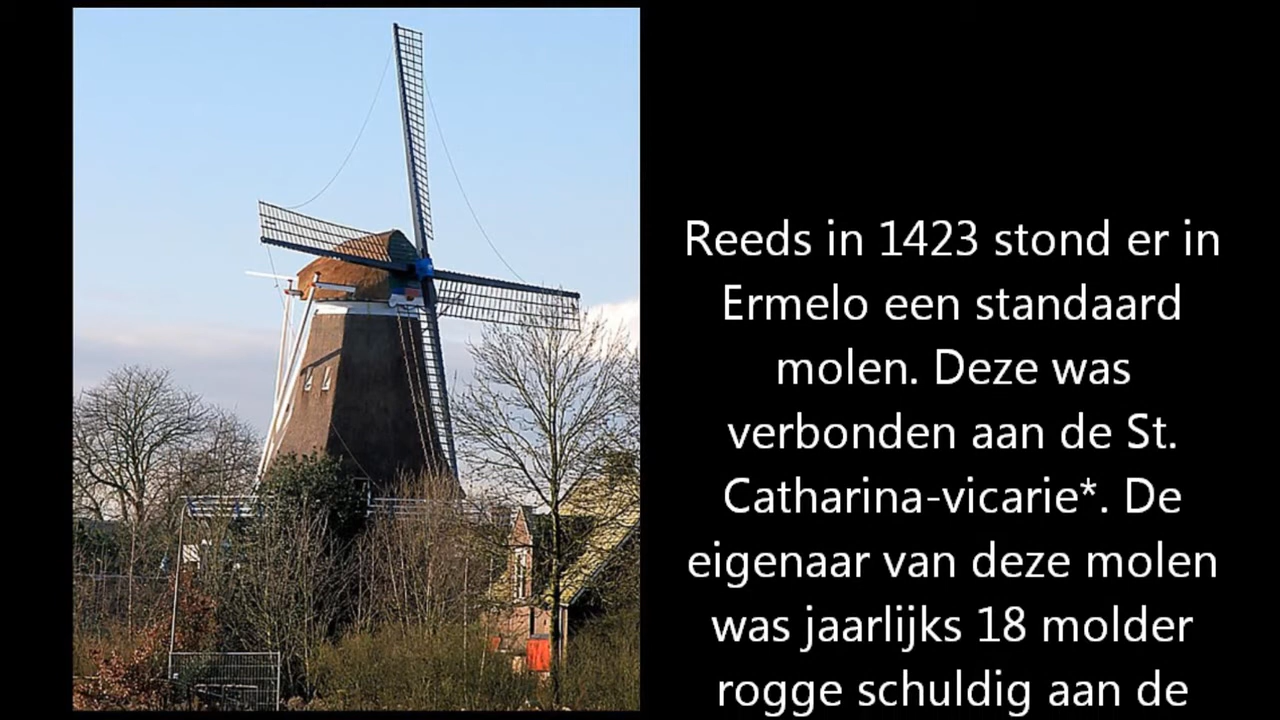 Reeds in 1423 stond er in
Ermelo een standaard
molen. Deze was
verbonden aan de St.
Catharina-vicarie*. De
eigenaar van deze molen
was jaarlijks 18 molder
rogge schuldig aan de